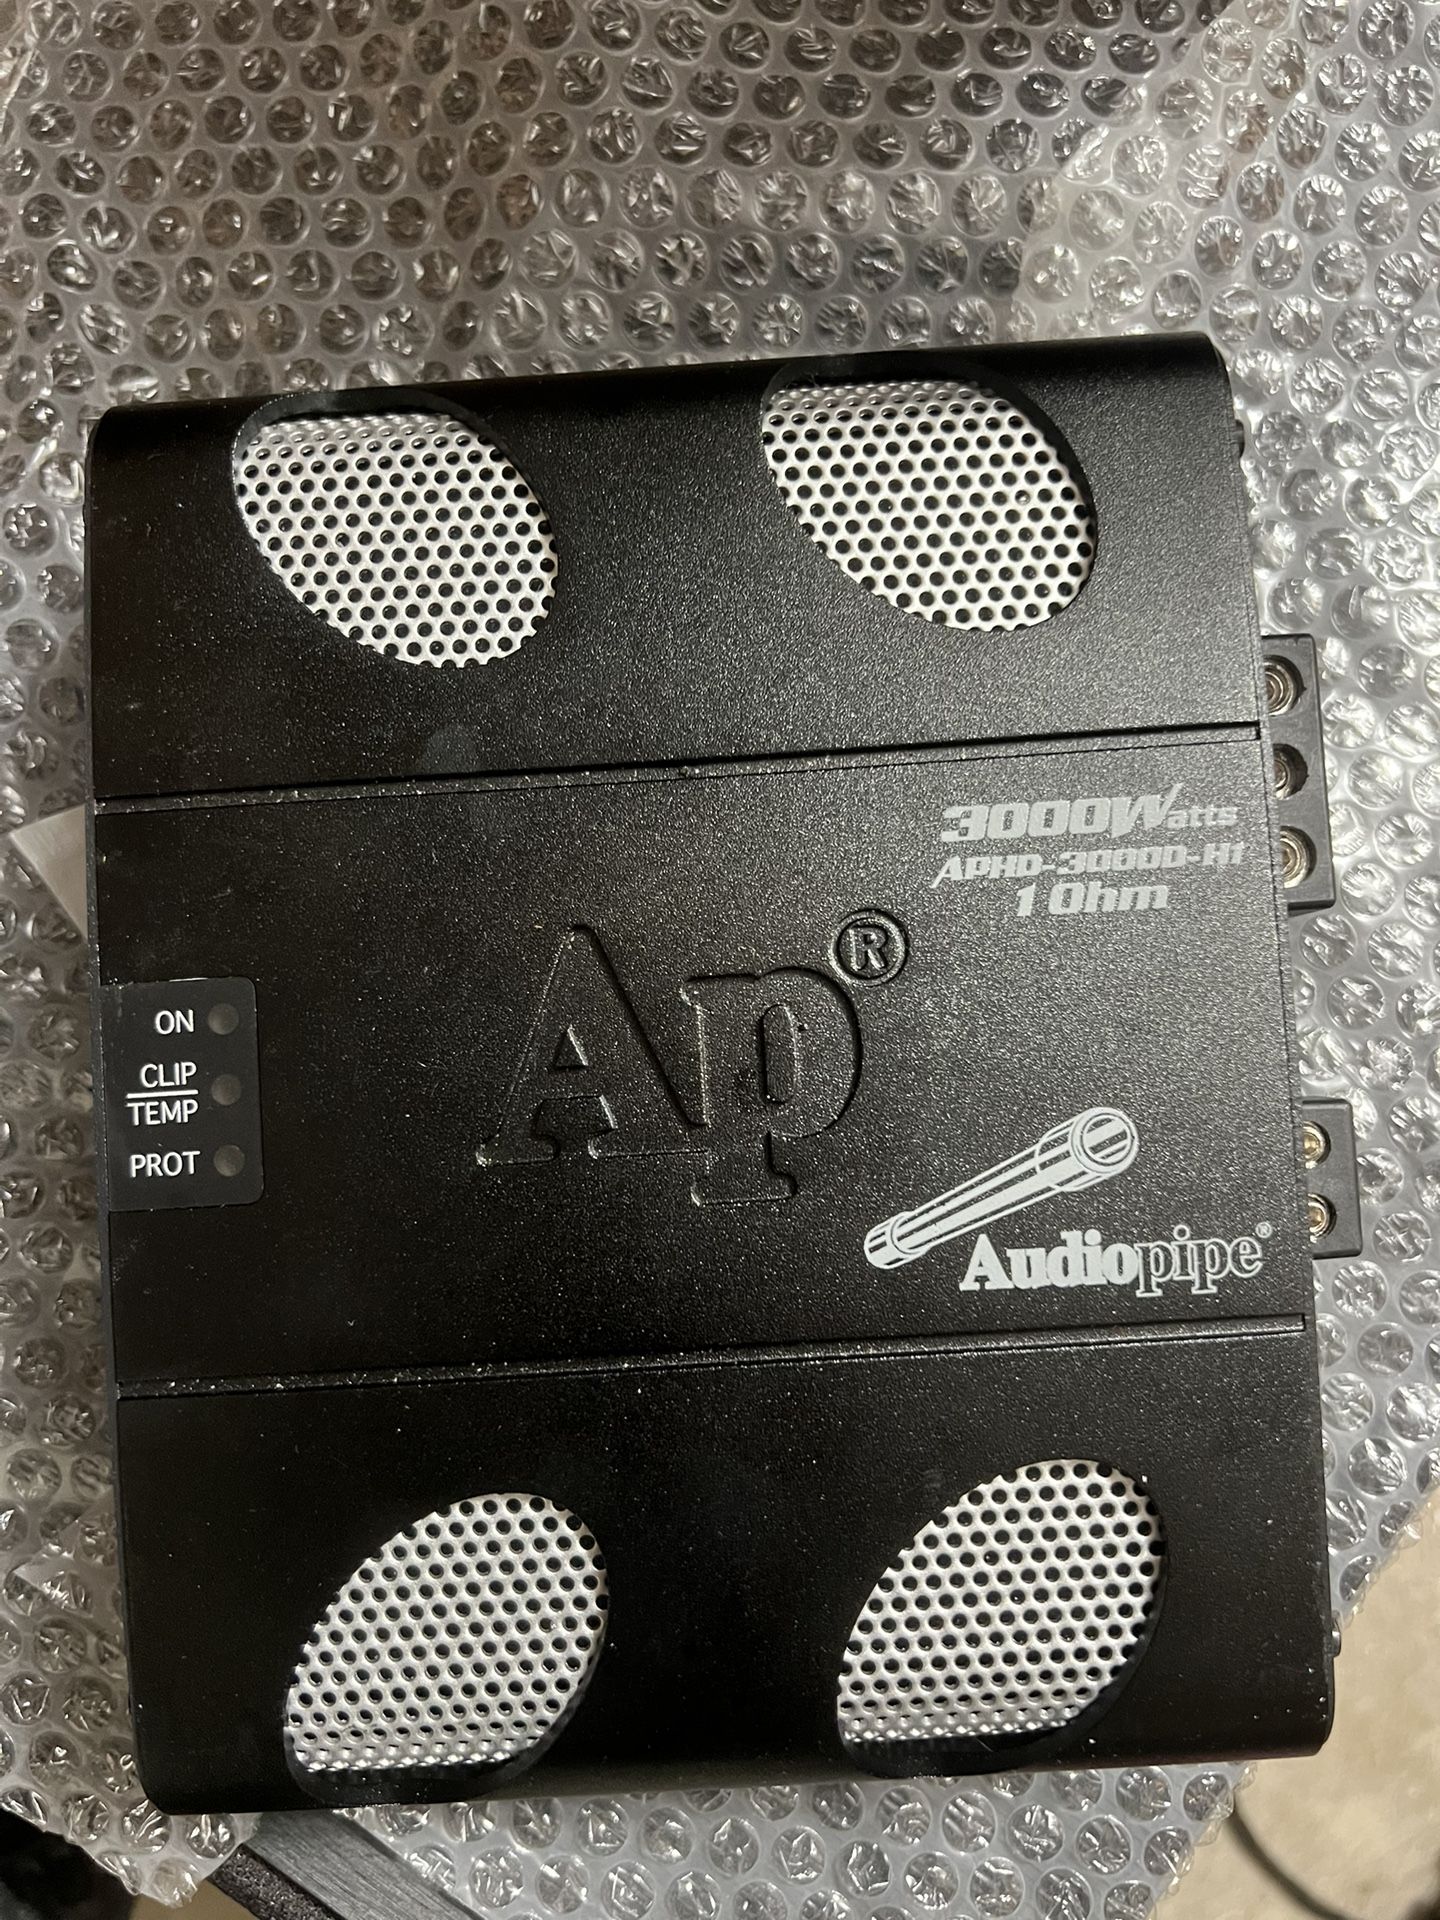 3000Watts
APHD-3000D-H1
1 Ohm
Ap®
ON
CLIP
TEMP
PROT
Audiopipe®